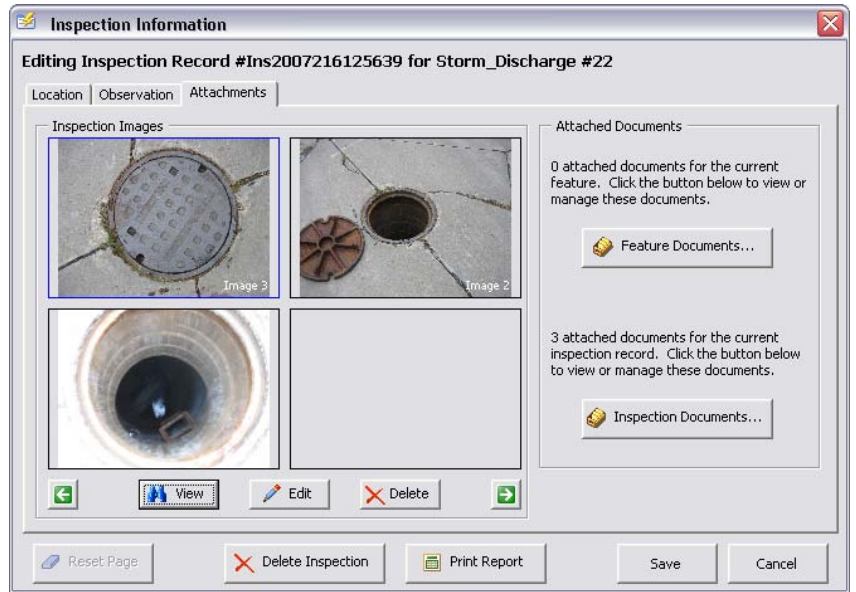 Inspection Information
Editing Inspection Record #Ins2007216125639 for Storm_Discharge #22
Location Observation Attachments
Inspection Images
Image 3
Image 2
View Edit Delete
Attached Documents
0 attached documents for the current
feature. Click the button below to view or
manage these documents.
Feature Documents...
3 attached documents for the current
inspection record. Click the button below
to view or manage these documents.
Inspection Documents...
Reset Page Delete Inspection Print Report Save Cancel